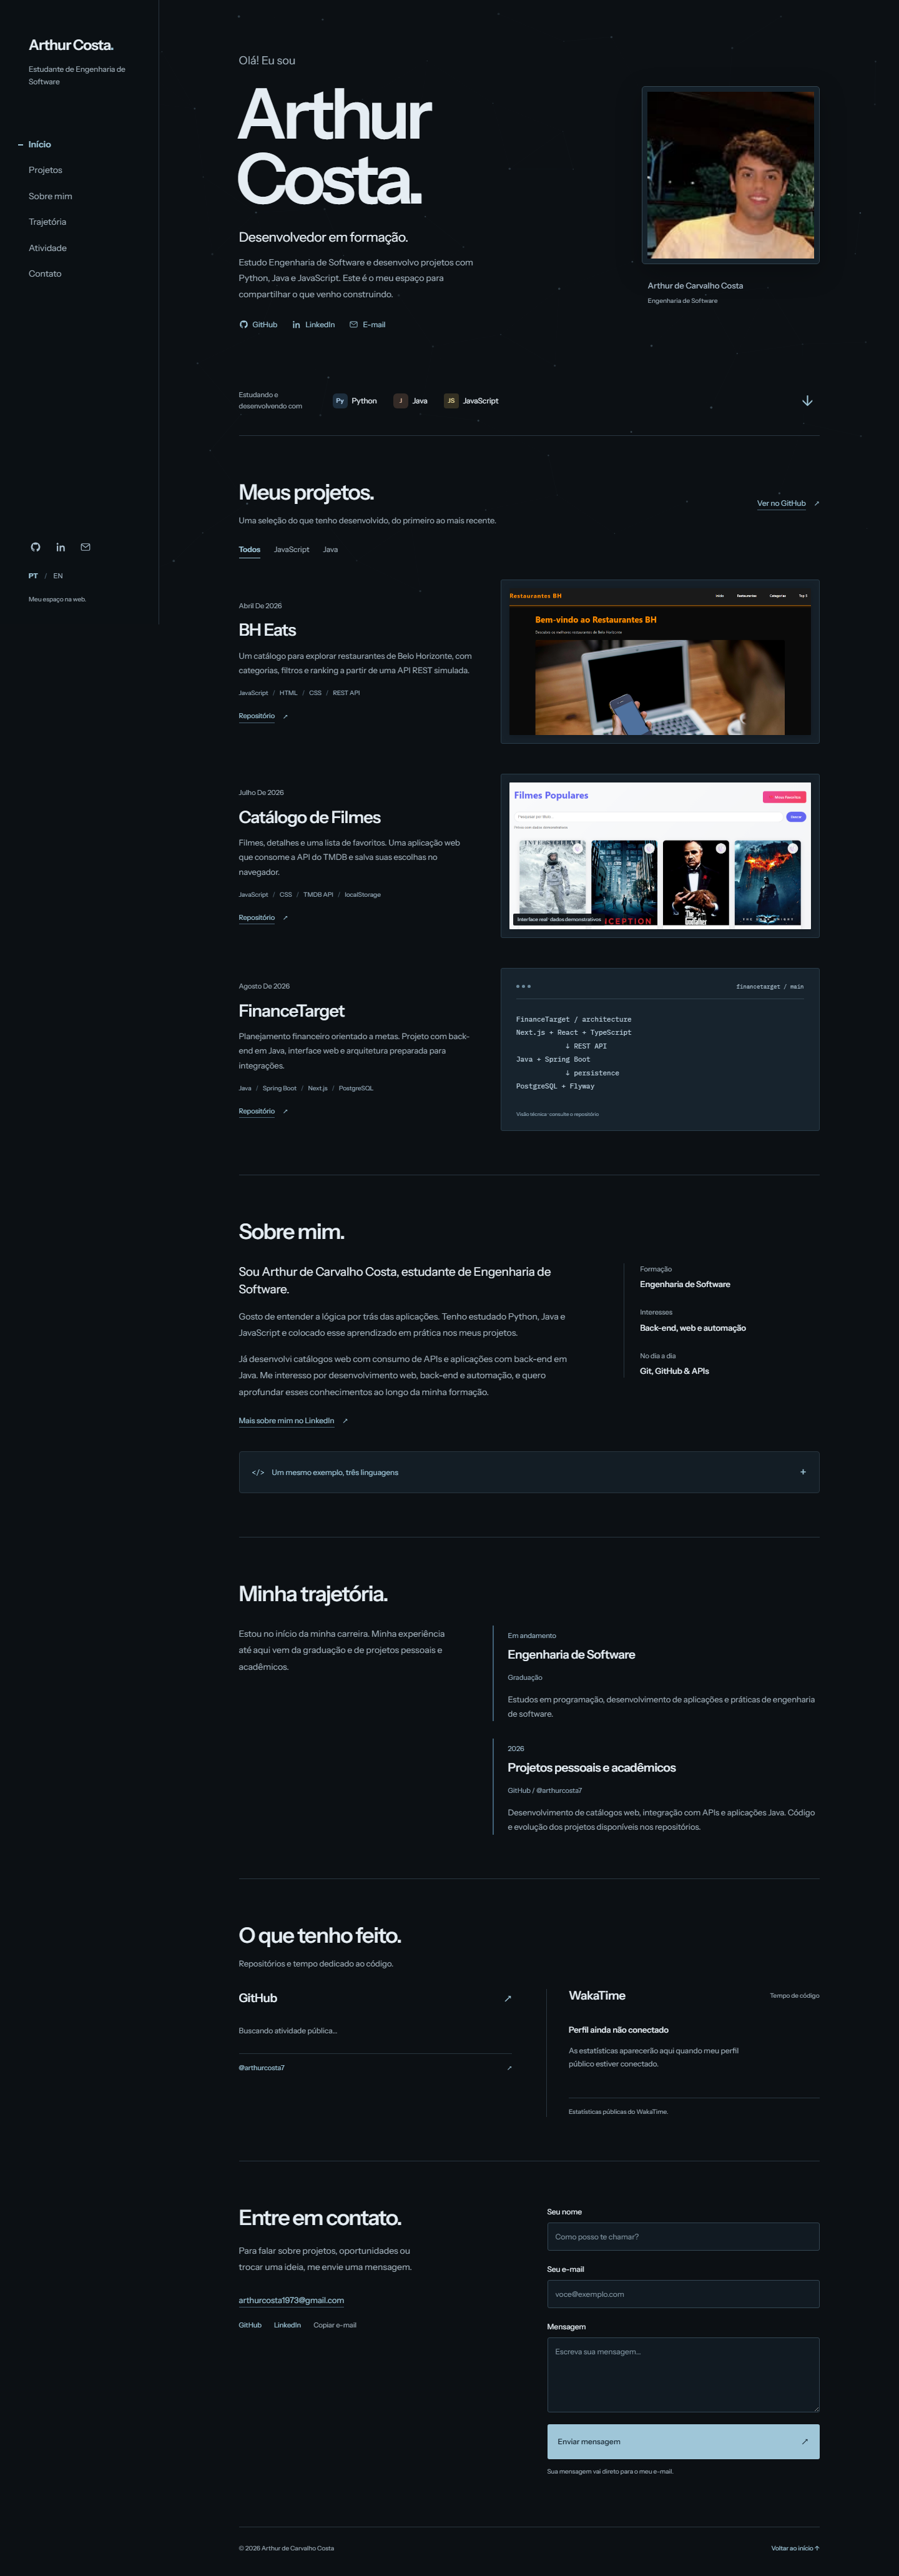 Arthur Costa.
Estudante de Engenharia de
Software
Início
Projetos
Sobre mim
Trajetória
Atividade
Contato
PT / EN
Meu espaço na web.
Olá! Eu sou
Arthur
Costa.
Desenvolvedor em formação.
Estudo Engenharia de Software e desenvolvo projetos com
Python, Java e JavaScript. Este é o meu espaço para
compartilhar o que venho construindo.
GitHub
LinkedIn
E-mail
Arthur de Carvalho Costa
Engenharia de Software
Estudando e
desenvolvendo com
Py Python
J Java
JS JavaScript
Meus projetos.
Uma seleção do que tenho desenvolvido, do primeiro ao mais recente.
Ver no GitHub ↗
Todos
JavaScript
Java
Abril De 2026
BH Eats
Um catálogo para explorar restaurantes de Belo Horizonte, com
categorias, filtros e ranking a partir de uma API REST simulada.
JavaScript / HTML / CSS / REST API
Repositório ↗
Restaurantes BH
Início
Restaurantes
Categorias
Top 5
Bem-vindo ao Restaurantes BH
Descubra os melhores restaurantes de Belo Horizonte
Julho De 2026
Catálogo de Filmes
Filmes, detalhes e uma lista de favoritos. Uma aplicação web
que consome a API do TMDB e salva suas escolhas no
navegador.
JavaScript / CSS / TMDB API / localStorage
Repositório ↗
Filmes Populares
Interface real· dados demonstrativos
Agosto De 2026
FinanceTarget
Planejamento financeiro orientado a metas. Projeto com back-
end em Java, interface web e arquitetura preparada para
integrações.
Java / Spring Boot / Next.js / PostgreSQL
Repositório ↗
financetarget / main
FinanceTarget / architecture
Next.js + React + TypeScript
↓ REST API
Java + Spring Boot
↓ persistence
PostgreSQL + Flyway
Visão técnica· consulte o repositório
Sobre mim.
Sou Arthur de Carvalho Costa, estudante de Engenharia de
Software.
Gosto de entender a lógica por trás das aplicações. Tenho estudado Python, Java e
JavaScript e colocado esse aprendizado em prática nos meus projetos.
Já desenvolvi catálogos web com consumo de APIs e aplicações com back-end em
Java. Me interesso por desenvolvimento web, back-end e automação, e quero
aprofundar esses conhecimentos ao longo da minha formação.
Mais sobre mim no LinkedIn ↗
Formação
Engenharia de Software
Interesses
Back-end, web e automação
No dia a dia
Git, GitHub & APIs
</> Um mesmo exemplo, três linguagens +
Minha trajetória.
Estou no início da minha carreira. Minha experiência
até aqui vem da graduação e de projetos pessoais e
acadêmicos.
Em andamento
Engenharia de Software
Graduação
Estudos em programação, desenvolvimento de aplicações e práticas de engenharia
de software.
2026
Projetos pessoais e acadêmicos
GitHub / @arthurcosta7
Desenvolvimento de catálogos web, integração com APIs e aplicações Java. Código
e evolução dos projetos disponíveis nos repositórios.
O que tenho feito.
Repositórios e tempo dedicado ao código.
GitHub ↗
Buscando atividade pública...
@arthurcosta7 ↗
WakaTime
Tempo de código
Perfil ainda não conectado
As estatísticas aparecerão aqui quando meu perfil
público estiver conectado.
Estatísticas públicas do WakaTime.
Entre em contato.
Para falar sobre projetos, oportunidades ou
trocar uma ideia, me envie uma mensagem.
arthurcosta1973@gmail.com
GitHub
LinkedIn
Copiar e-mail
Seu nome
Como posso te chamar?
Seu e-mail
voce@exemplo.com
Mensagem
Escreva sua mensagem...
Enviar mensagem ↗
Sua mensagem vai direto para o meu e-mail.
© 2026 Arthur de Carvalho Costa
Voltar ao início ↑